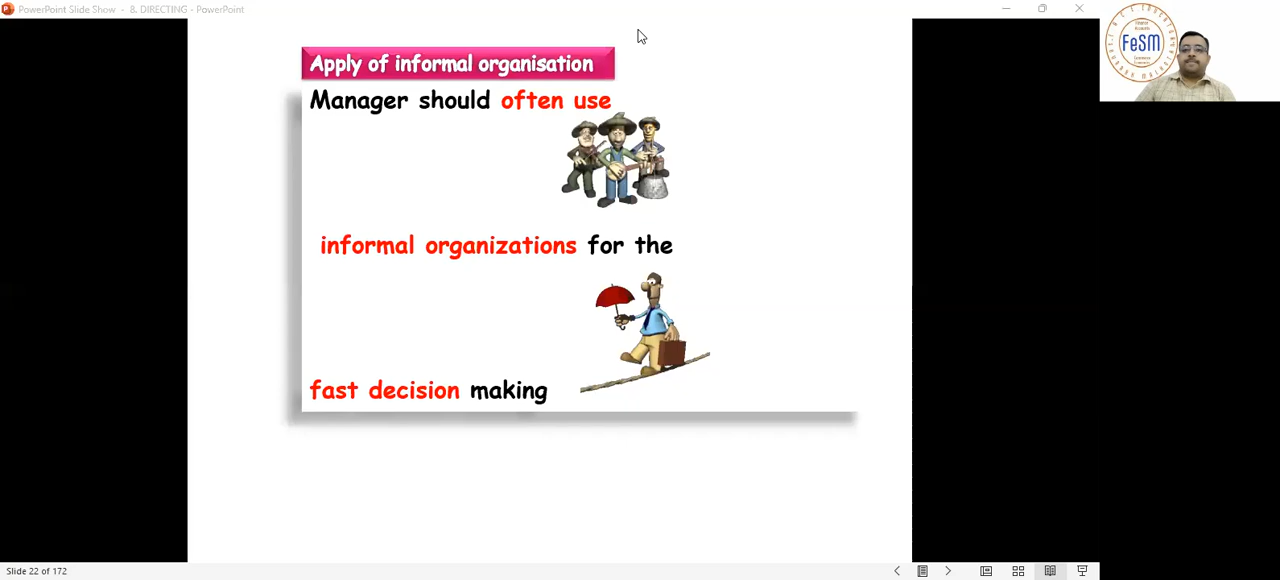 PowerPoint Slide Show - 8. DIRECTING - PowerPoint
Apply of informal organisation
Manager should often use
informal organizations for the
fast decision making
FeSM
Slide 22 of 172